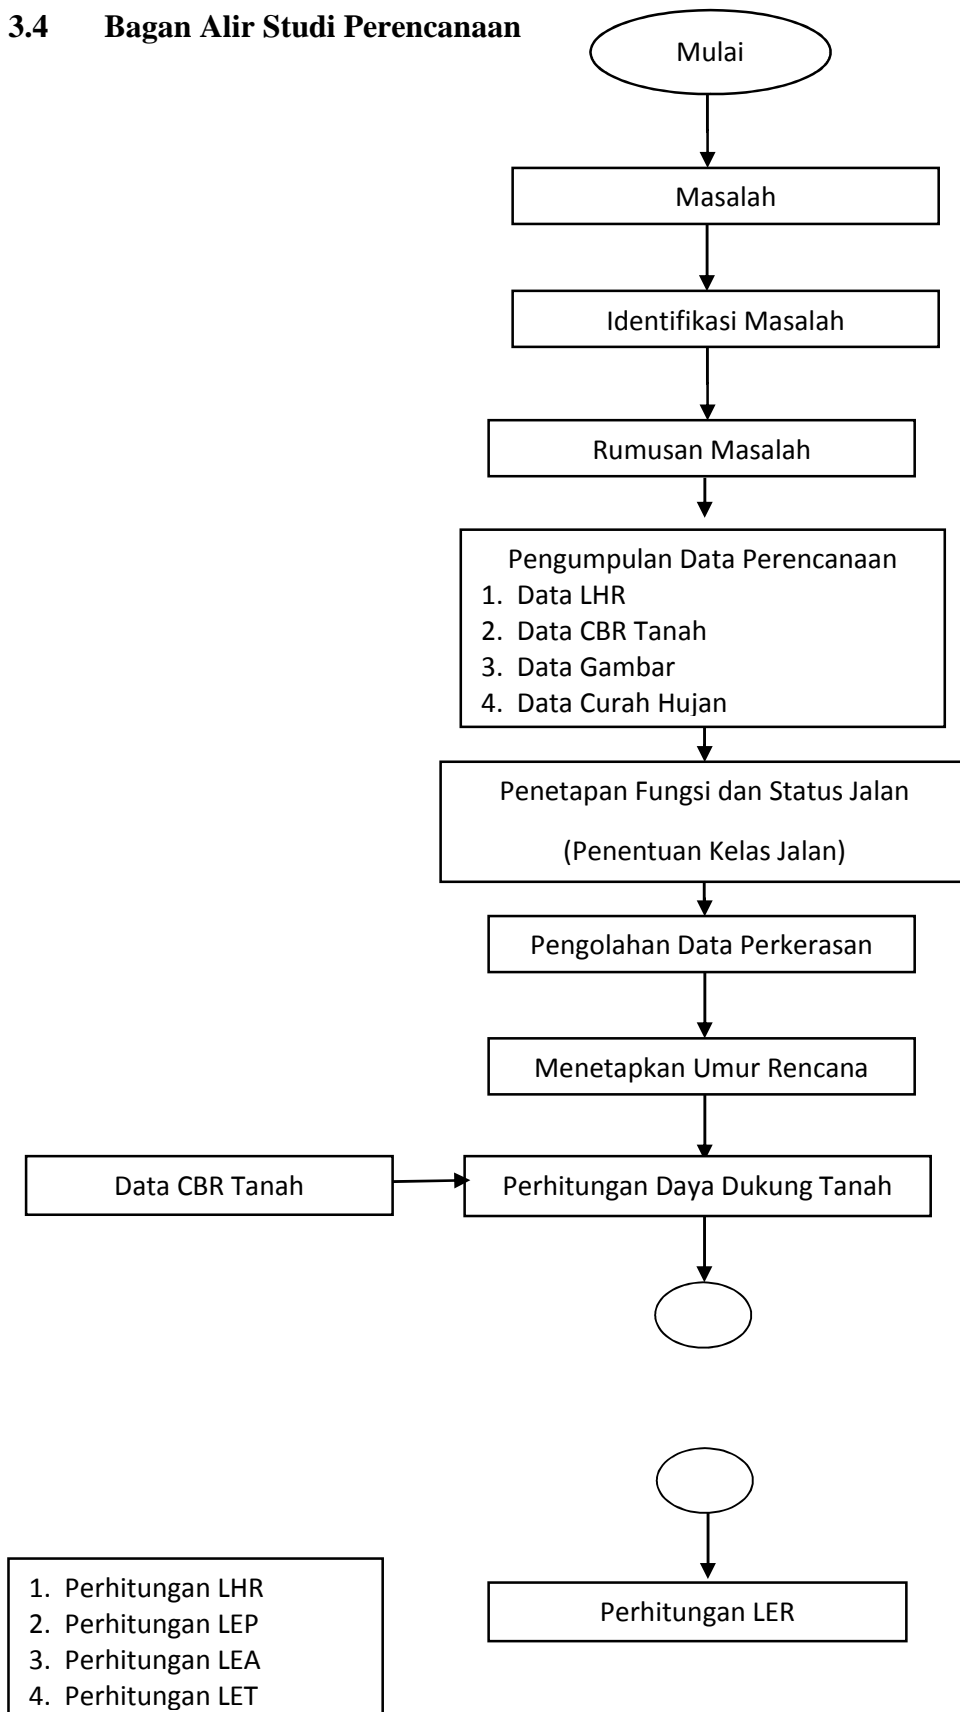 3.4 Bagan Alir Studi Perencanaan
Mulai
Masalah
Identifikasi Masalah
Rumusan Masalah
Pengumpulan Data Perencanaan
1. Data LHR
2. Data CBR Tanah
3. Data Gambar
4. Data Curah Hujan
Penetapan Fungsi dan Status Jalan
(Penentuan Kelas Jalan)
Pengolahan Data Perkerasan
Menetapkan Umur Rencana
Data CBR Tanah
Perhitungan Daya Dukung Tanah
1. Perhitungan LHR
2. Perhitungan LEP
3. Perhitungan LEA
4. Perhitungan LET
Perhitungan LER